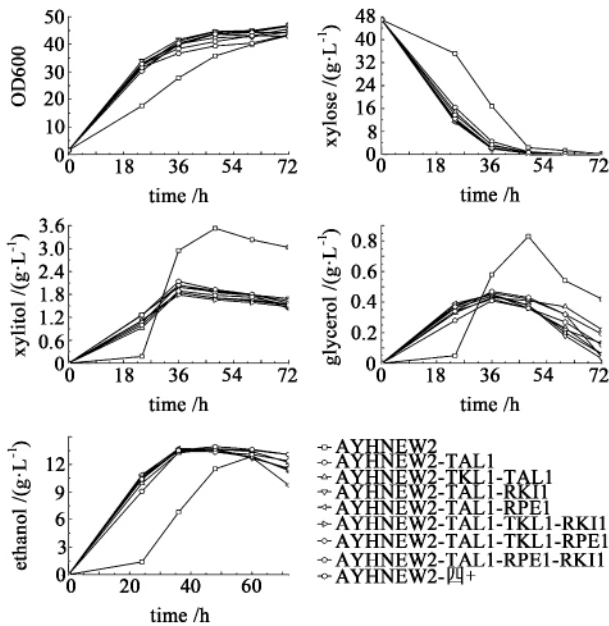 OD600
50
40
30
20
10
0
0 18 36 54 72
time /h
xylose /(g·L⁻¹)
48
40
32
24
16
8
0
0 18 36 54 72
time /h
xylitol /(g·L⁻¹)
3.6
3.0
2.4
1.8
1.2
0.6
0
0 18 36 54 72
time /h
glycerol /(g·L⁻¹)
0.8
0.6
0.4
0.2
0
0 18 36 54 72
time /h
ethanol /(g·L⁻¹)
12
9
6
3
0
0 20 40 60
time /h
AYHNEW2
AYHNEW2-TAL1
AYHNEW2-TKL1-TAL1
AYHNEW2-TAL1-RKI1
AYHNEW2-TAL1-RPE1
AYHNEW2-TAL1-TKL1-RKI1
AYHNEW2-TAL1-TKL1-RPE1
AYHNEW2-TAL1-RPE1-RKI1
AYHNEW2-四+